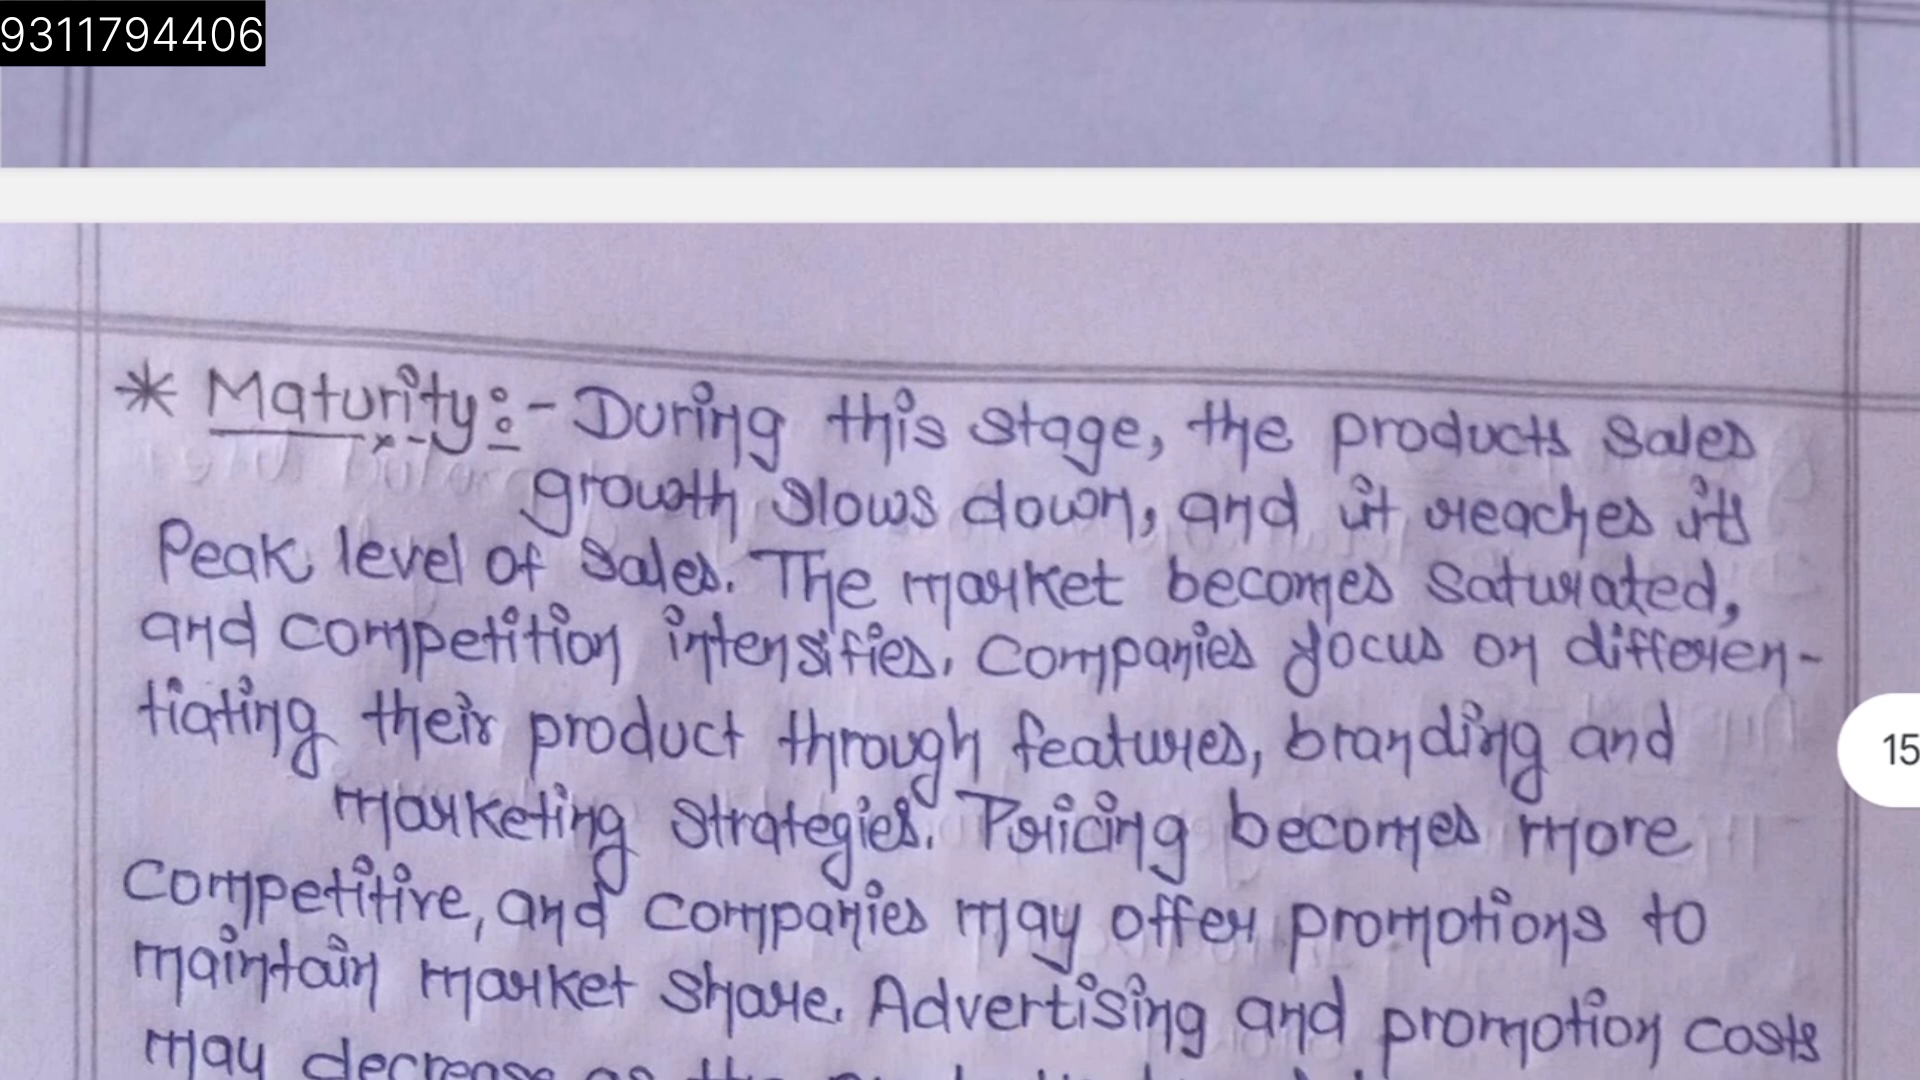 9311794406
* Maturity:- During this stage, the products sales
growth slows down, and it reaches its
Peak level of sales. The market becomes saturated,
and competition intensifies. Companies focus on differen-
tiating their product through features, branding and
marketing strategies. Pricing becomes more
15
Competitive, and companies may offer promotions to
maintain market share. Advertising and promotion costs
may decrease as the